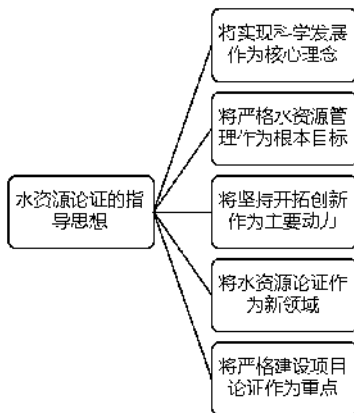 将实现科学发展
作为核心理念
将严格水资源管
理作为根本目标
水资源论证的指
导思想
将坚持开拓创新
作为主要动力
将水资源论证作
为新领域
将严格建设项目
论证作为重点